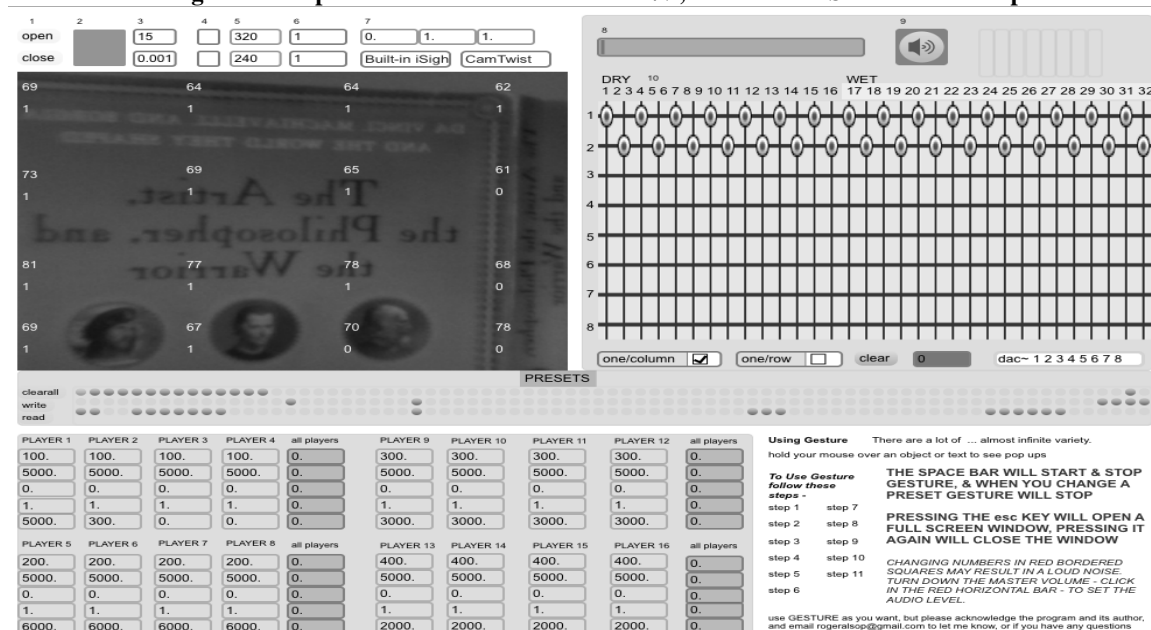 1 2 3 4 5 6 7
open 15 320 1 0. 1. 1.
close 0.001 240 1 Built-in iSigh CamTwist
69 64 64 62
1 1 1 1
DA VINCI MACHIAVELLI AND
AND THE WORLD THEY SHAPED
73 69 65 61
1 1 1 0
The Artist,
the Philosopher, and
the Warrior
81 77 78 68
1 1 1 0
69 67 70 78
1 1 0 0
8 9
DRY 10 WET
1 2 3 4 5 6 7 8 9 10 11 12 13 14 15 16 17 18 19 20 21 22 23 24 25 26 27 28 29 30 31 32
1
2
3
4
5
6
7
8
one/column one/row clear 0 dac~ 1 2 3 4 5 6 7 8
PRESETS
clearall
write
read
PLAYER 1 PLAYER 2 PLAYER 3 PLAYER 4 all players PLAYER 9 PLAYER 10 PLAYER 11 PLAYER 12 all players
100. 100. 100. 100. 0. 300. 300. 300. 300. 0.
5000. 5000. 5000. 5000. 0. 5000. 5000. 5000. 5000. 0.
0. 0. 0. 0. 0. 0. 0. 0. 0. 0.
1. 1. 1. 1. 0. 1. 1. 1. 1. 0.
5000. 300. 0. 0. 0. 3000. 3000. 3000. 3000. 0.
PLAYER 5 PLAYER 6 PLAYER 7 PLAYER 8 all players PLAYER 13 PLAYER 14 PLAYER 15 PLAYER 16 all players
200. 200. 200. 200. 0. 400. 400. 400. 400. 0.
5000. 5000. 5000. 5000. 0. 5000. 5000. 5000. 5000. 0.
0. 0. 0. 0. 0. 0. 0. 0. 0. 0.
1. 1. 1. 1. 0. 1. 1. 1. 1. 0.
6000. 6000. 6000. 6000. 0. 2000. 2000. 2000. 2000. 0.
Using Gesture There are a lot of ... almost infinite variety.
hold your mouse over an object or text to see pop ups
To Use Gesture
follow these
steps -
step 1 step 7
step 2 step 8
step 3 step 9
step 4 step 10
step 5 step 11
step 6
THE SPACE BAR WILL START & STOP
GESTURE, & WHEN YOU CHANGE A
PRESET GESTURE WILL STOP
PRESSING THE esc KEY WILL OPEN A
FULL SCREEN WINDOW, PRESSING IT
AGAIN WILL CLOSE THE WINDOW
CHANGING NUMBERS IN RED BORDERED
SQUARES MAY RESULT IN A LOUD NOISE.
TURN DOWN THE MASTER VOLUME - CLICK
IN THE RED HORIZONTAL BAR - TO SET THE
AUDIO LEVEL.
use GESTURE as you want, but please acknowledge the program and its author,
and email rogeralsop@gmail.com to let me know, or if you have any questions